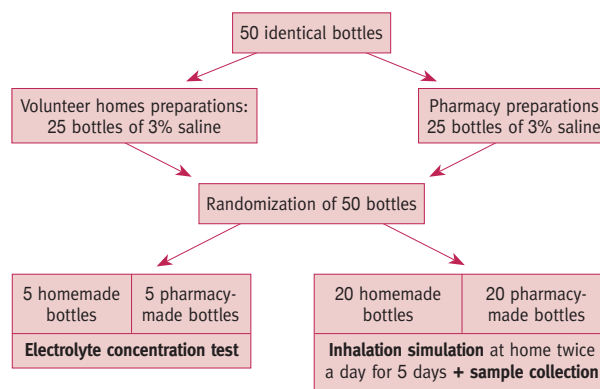 50 identical bottles
Volunteer homes preparations:
25 bottles of 3% saline
Pharmacy preparations
25 bottles of 3% saline
Randomization of 50 bottles
5 homemade
bottles
5 pharmacy-
made bottles
Electrolyte concentration test
20 homemade
bottles
20 pharmacy-
made bottles
Inhalation simulation at home twice
a day for 5 days + sample collection